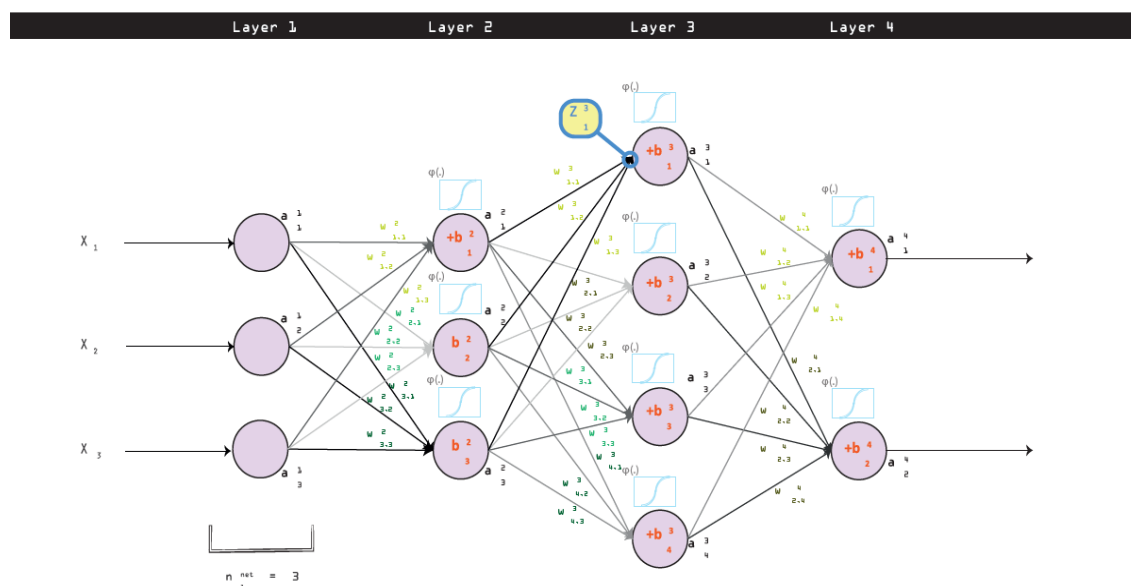 Layer 1 Layer 2 Layer 3 Layer 4
φ(.)
Z 3 1
+b 3 1
a 3 1
w 3 1.1
φ(.)
φ(.)
w 3 1.2
a 2 1
a 1 1
w 2 1.1
w 4 1.1
φ(.)
X 1
+b 2 1
w 3 1.3
a 4 1
w 2 1.2
w 4 1.2
+b 4 1
a 3 2
φ(.)
w 3 2.1
+b 3 2
w 4 1.3
w 2 1.3
w 2 2.1
a 2 2
w 4 1.4
a 1 2
w 3 2.2
X 2
w 2 2.2
b 2 2
w 3 2.3
φ(.)
w 2 2.3
w 4 2.1
w 3 3.1
a 3 3
φ(.)
φ(.)
w 2 3.1
w 2 3.2
w 3 3.2
+b 3 3
w 4 2.2
w 2 3.3
w 3 3.3
X 3
b 2 3
w 3 4.1
w 4 2.3
+b 4 2
a 4 2
a 1 3
a 2 3
φ(.)
w 3 4.2
w 4 2.4
w 3 4.3
+b 3 4
a 3 4
n net = 3